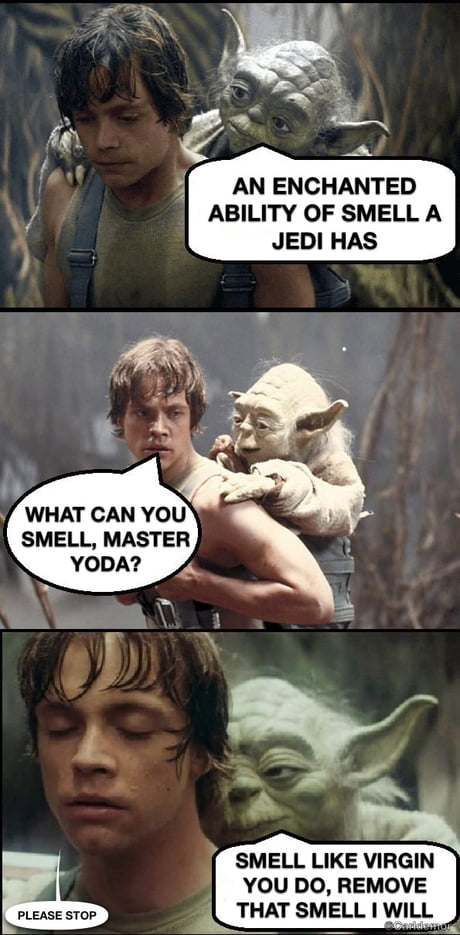 AN ENCHANTED
ABILITY OF SMELL A
JEDI HAS
WHAT CAN YOU
SMELL, MASTER
YODA?
SMELL LIKE VIRGIN
YOU DO, REMOVE
THAT SMELL I WILL
PLEASE STOP